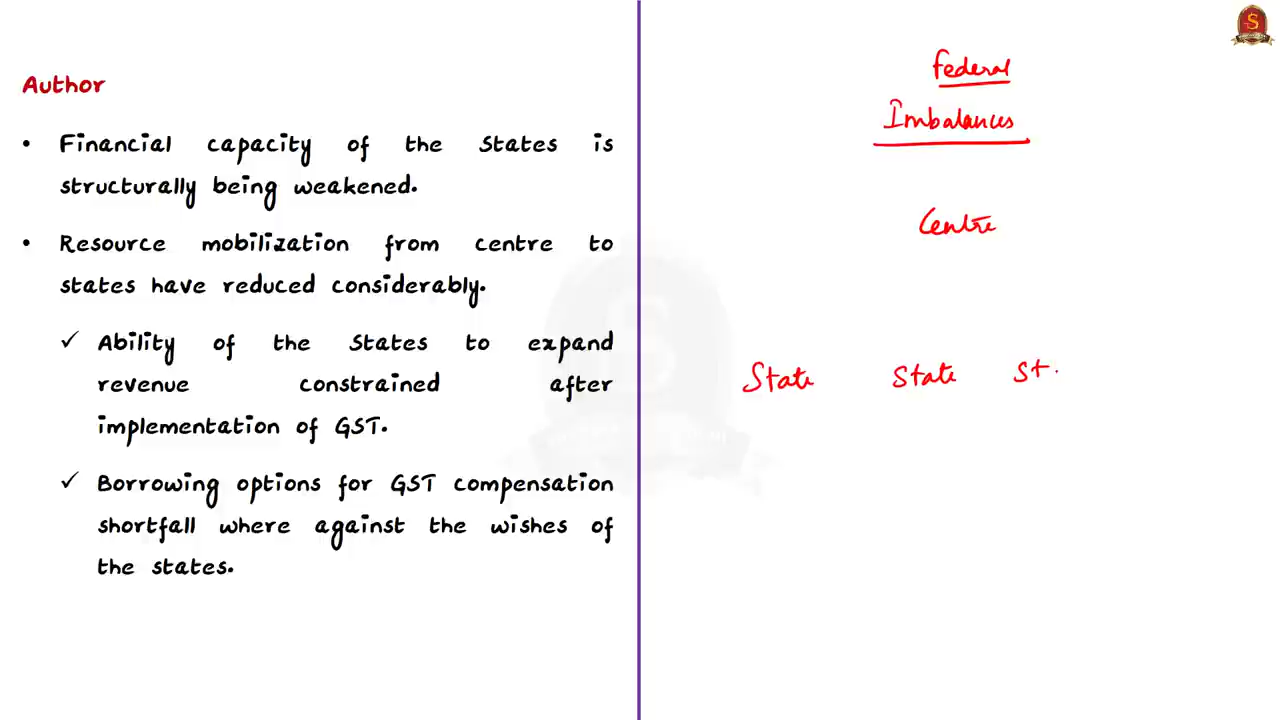 Author
• Financial capacity of the States is
structurally being weakened.
• Resource mobilization from centre to
states have reduced considerably.
✓ Ability of the States to expand
revenue constrained after
implementation of GST.
✓ Borrowing options for GST compensation
shortfall where against the wishes of
the states.
Federal
Imbalances
Centre
State State St.